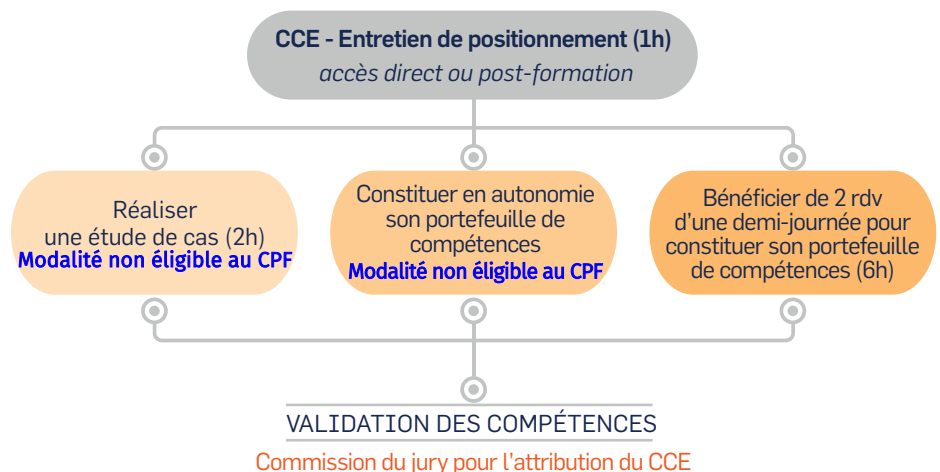 CCE - Entretien de positionnement (1h)
accès direct ou post-formation
Réaliser
une étude de cas (2h)
Modalité non éligible au CPF
Constituer en autonomie
son portefeuille de
compétences
Modalité non éligible au CPF
Bénéficier de 2 rdv
d'une demi-journée pour
constituer son portefeuille
de compétences (6h)
VALIDATION DES COMPÉTENCES
Commission du jury pour l'attribution du CCE